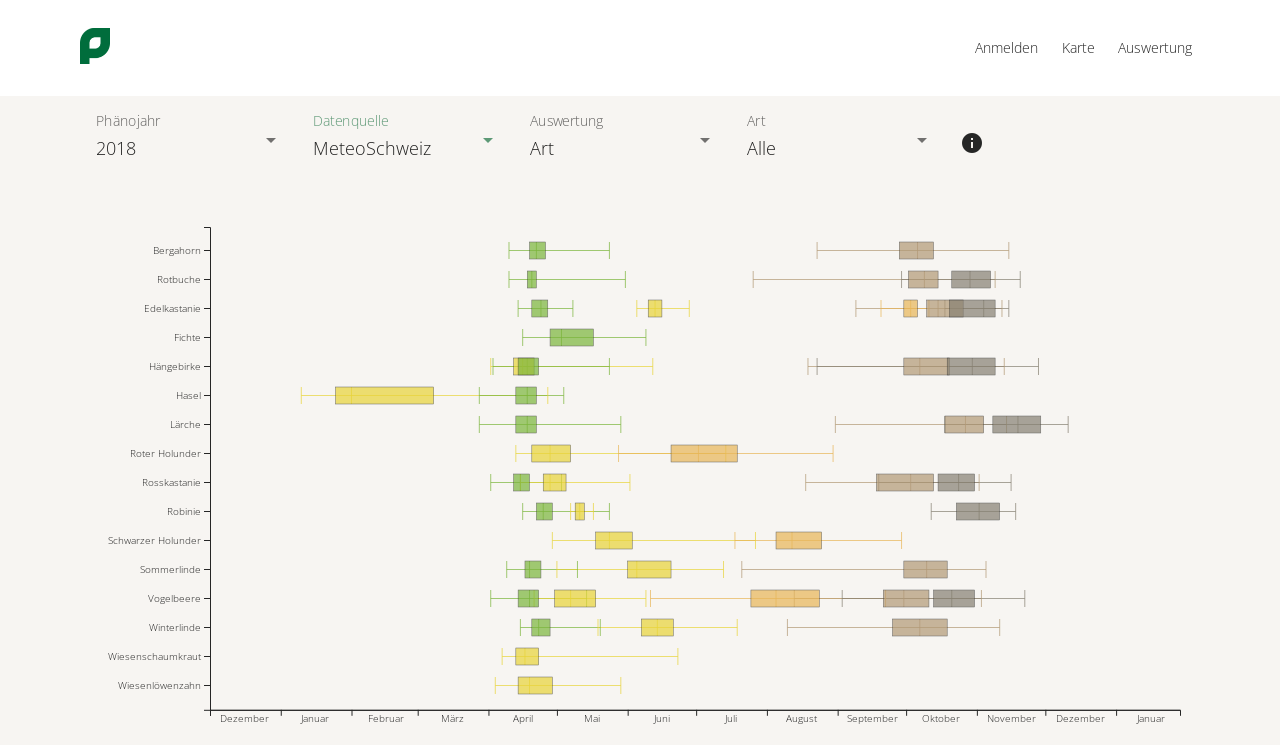 Anmelden Karte Auswertung
Phänojahr Datenquelle Auswertung Art
2018 MeteoSchweiz Art Alle
Bergahorn
Rotbuche
Edelkastanie
Fichte
Hängebirke
Hasel
Lärche
Roter Holunder
Rosskastanie
Robinie
Schwarzer Holunder
Sommerlinde
Vogelbeere
Winterlinde
Wiesenschaumkraut
Wiesenlöwenzahn
Dezember Januar Februar März April Mai Juni Juli August September Oktober November Dezember Januar